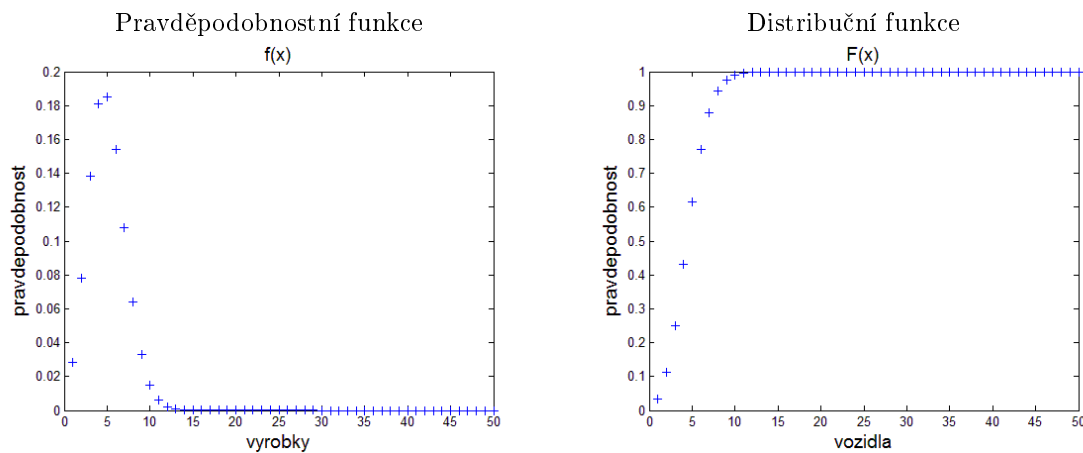 Pravděpodobnostní funkce
f(x)
0.2
0.18
0.16
0.14
0.12
0.1
0.08
0.06
0.04
0.02
0
0 5 10 15 20 25 30 35 40 45 50
pravdepodobnost
vyrobky
Distribuční funkce
F(x)
1
0.9
0.8
0.7
0.6
0.5
0.4
0.3
0.2
0.1
0
0 5 10 15 20 25 30 35 40 45 50
pravdepodobnost
vozidla